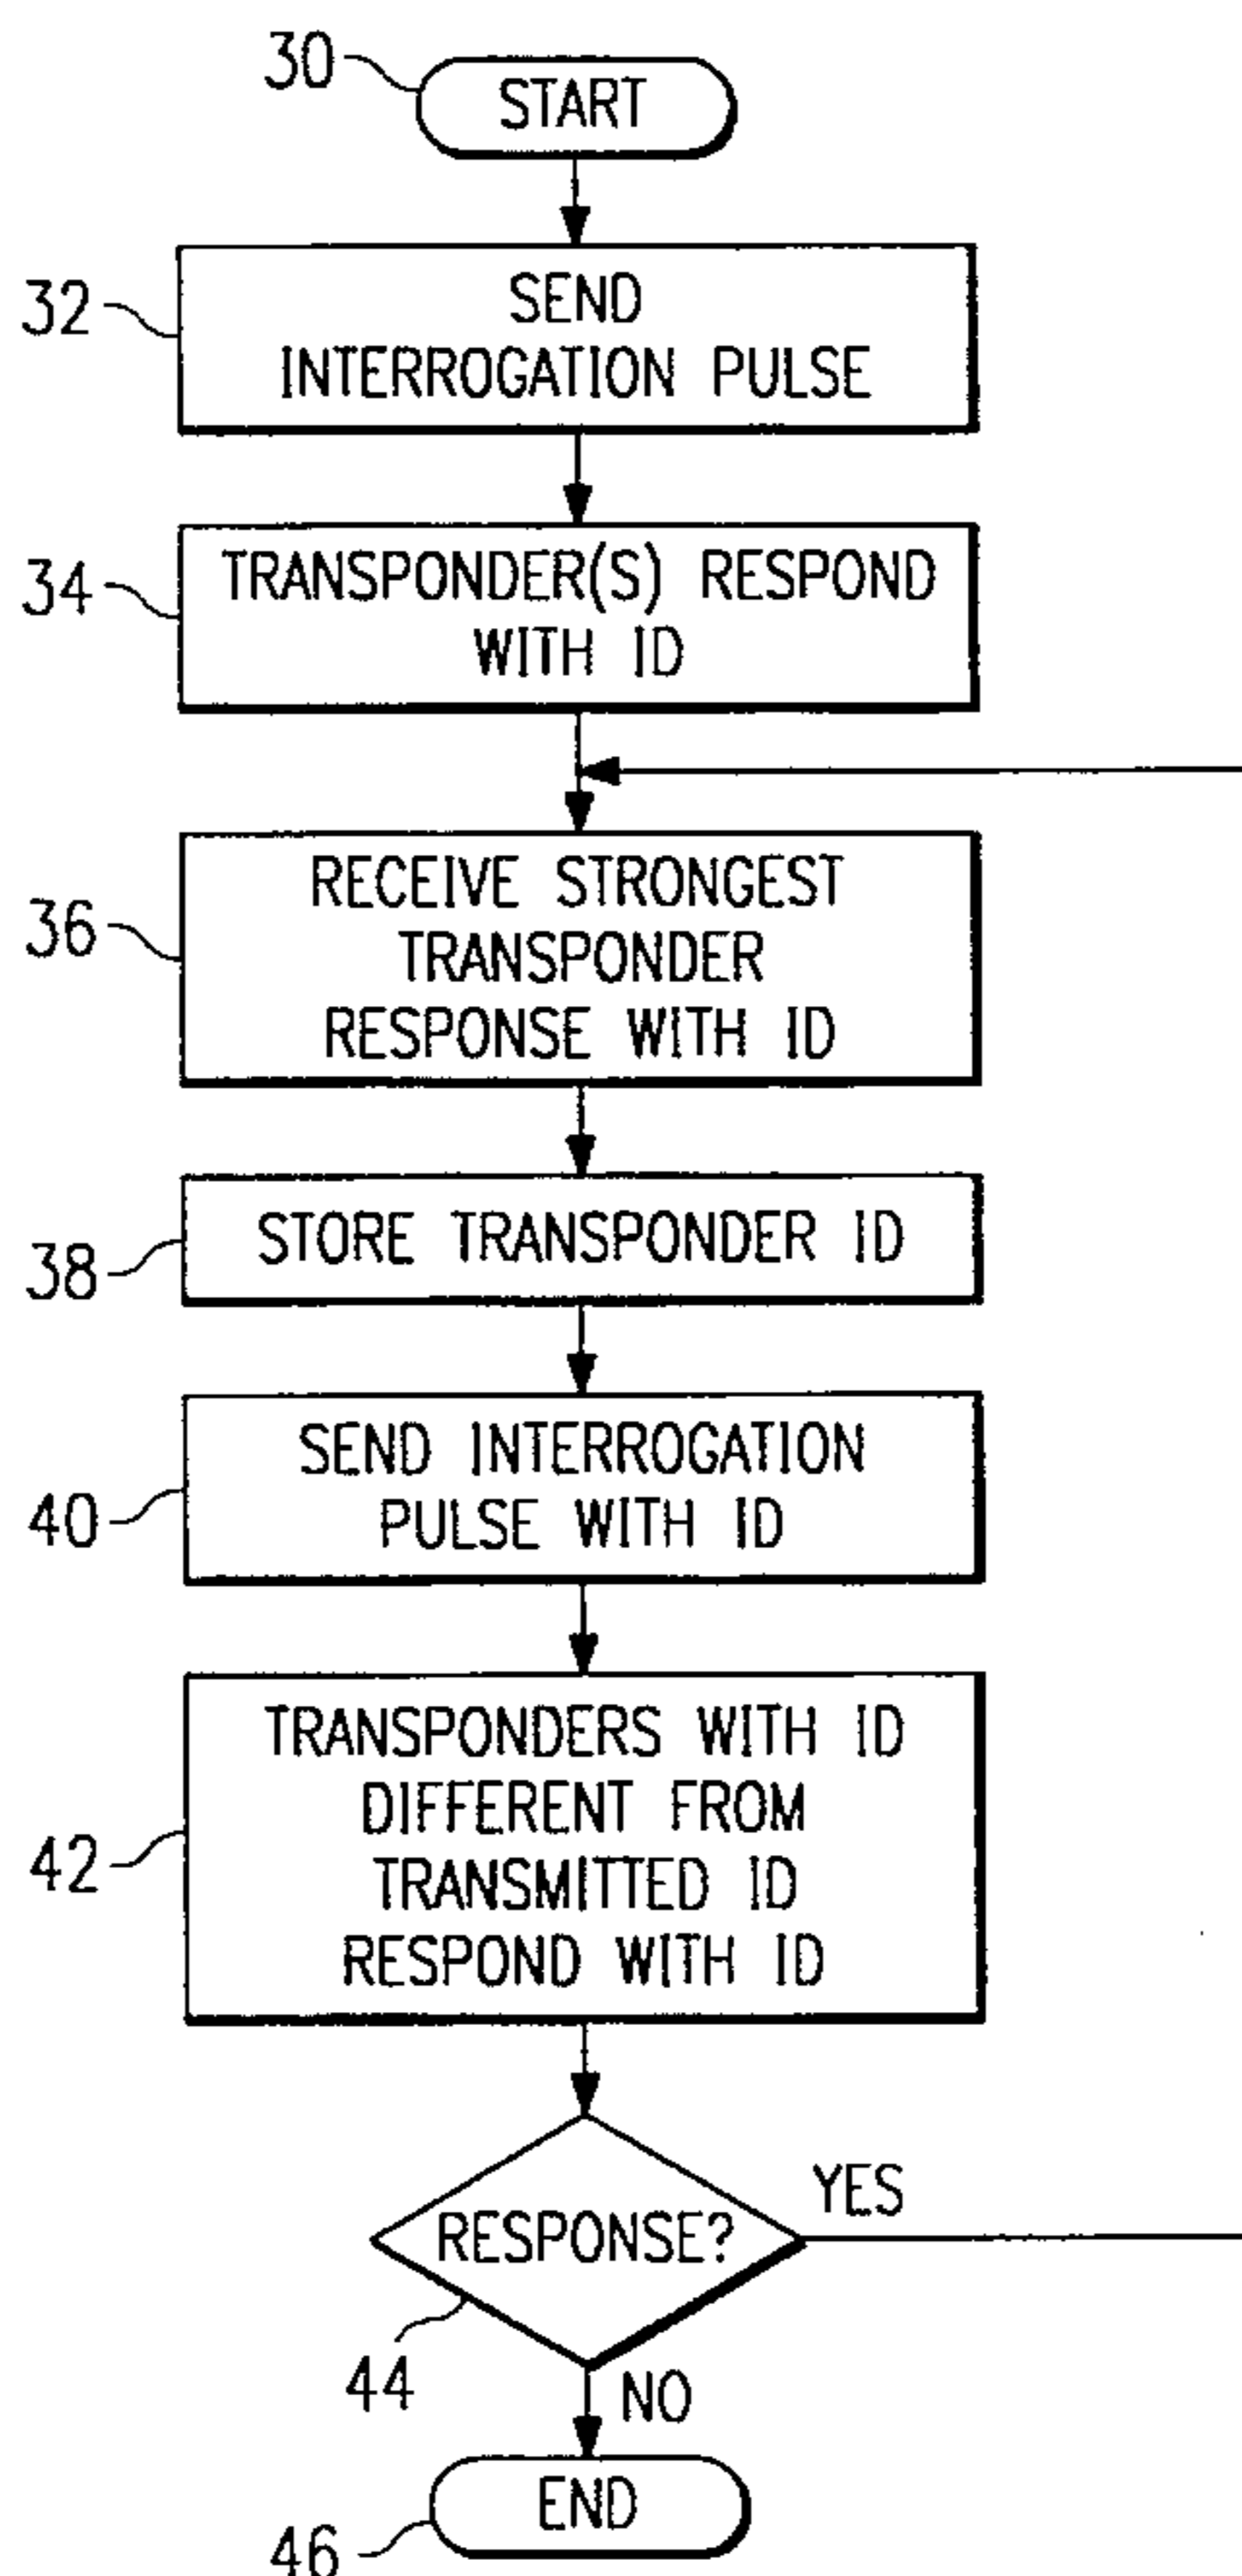 30
START
32
SEND
INTERROGATION PULSE
34
TRANSPONDER(S) RESPOND
WITH ID
36
RECEIVE STRONGEST
TRANSPONDER
RESPONSE WITH ID
38
STORE TRANSPONDER ID
40
SEND INTERROGATION
PULSE WITH ID
42
TRANSPONDERS WITH ID
DIFFERENT FROM
TRANSMITTED ID
RESPOND WITH ID
RESPONSE?
YES
44
NO
END
46